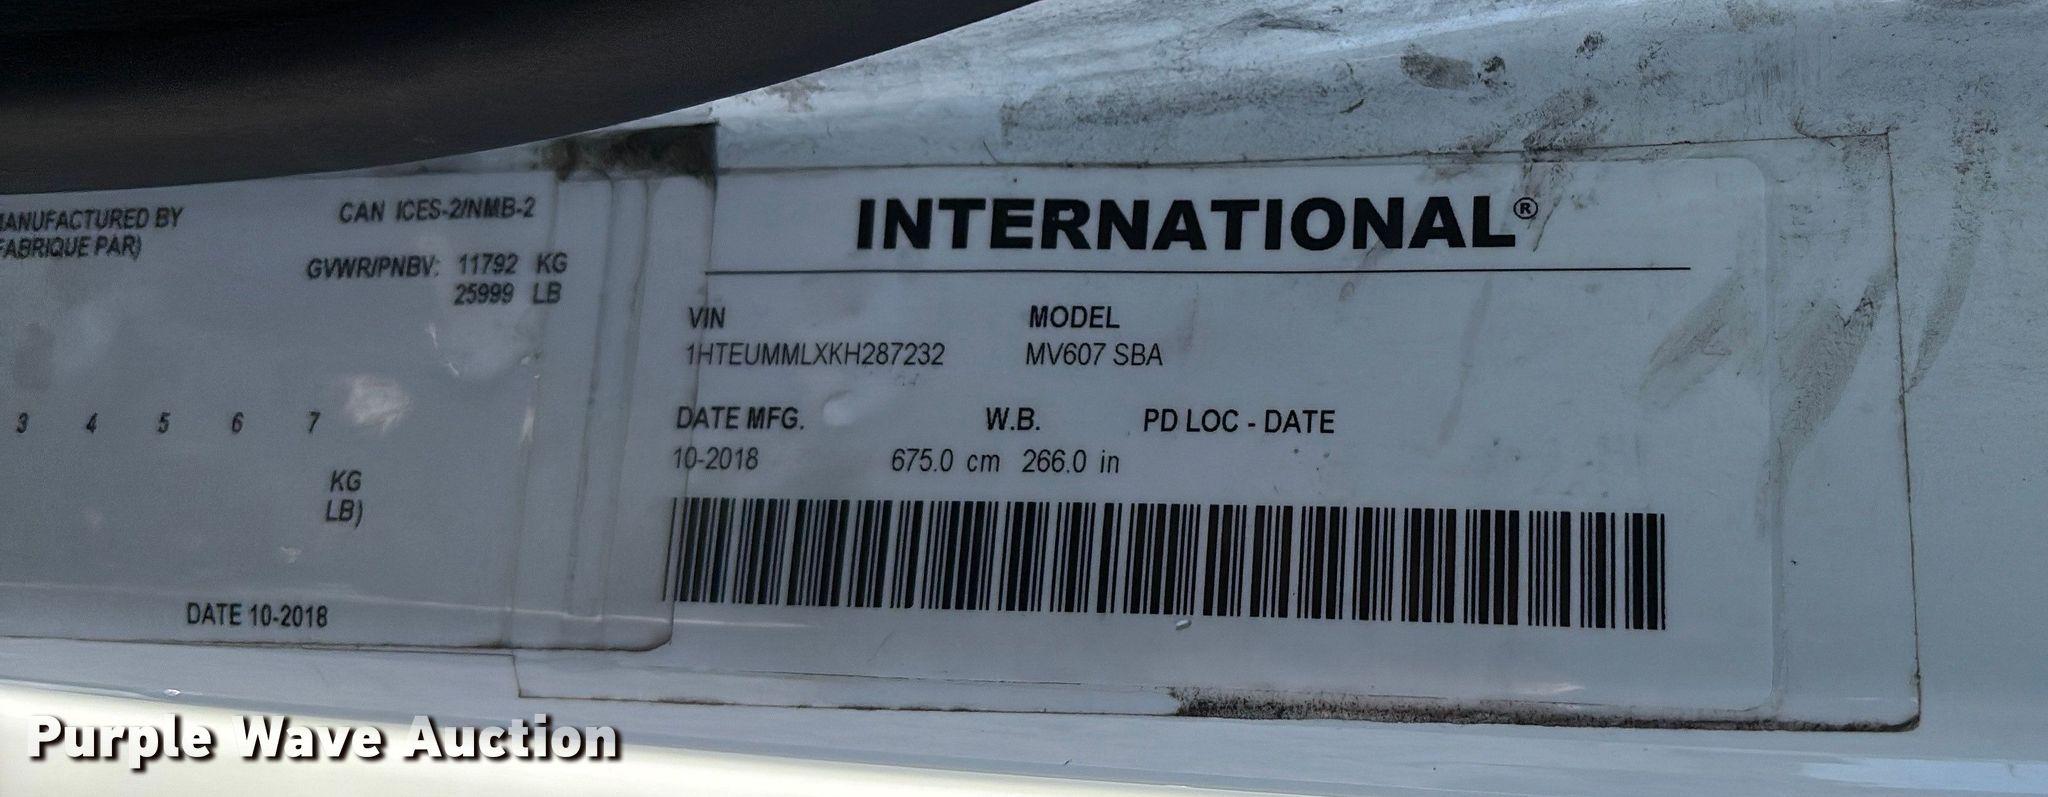 MANUFACTURED BY
FABRIQUE PAR)
CAN ICES-2/NMB-2
GVWR/PNBV: 11792 KG
25999 LB
3 4 5 6 7
KG
LB)
DATE 10-2018
INTERNATIONAL®
VIN MODEL
1HTEUMMLXKH287232 MV607 SBA
DATE MFG. W.B. PD LOC - DATE
10-2018 675.0 cm 266.0 in
Purple Wave Auction